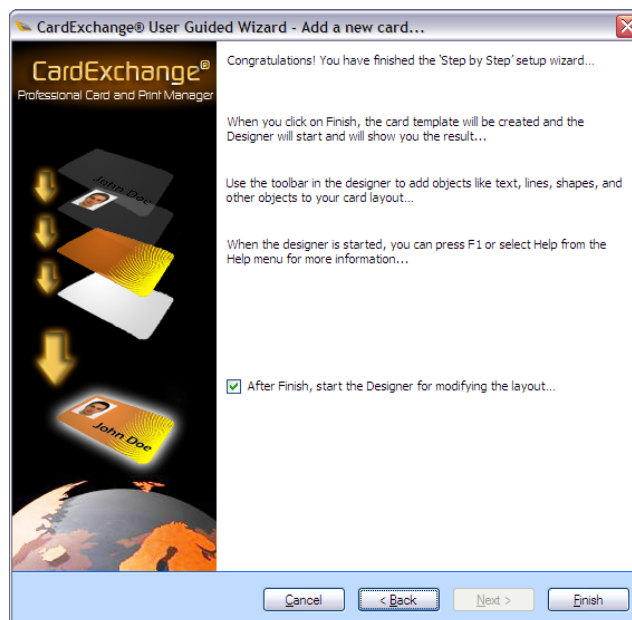 CardExchange® User Guided Wizard - Add a new card...
CardExchange®
Professional Card and Print Manager
Congratulations! You have finished the 'Step by Step' setup wizard...
When you click on Finish, the card template will be created and the
Designer will start and will show you the result...
Use the toolbar in the designer to add objects like text, lines, shapes, and
other objects to your card layout...
When the designer is started, you can press F1 or select Help from the
Help menu for more information...
John Doe
After Finish, start the Designer for modifying the layout...
John Doe
Cancel
< Back
Next >
Finish